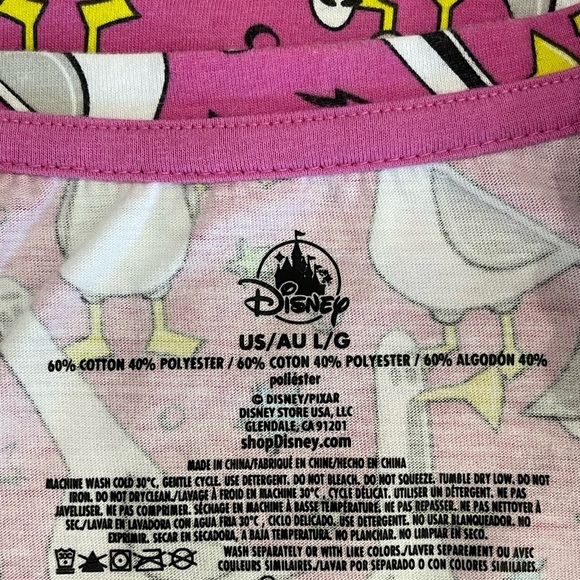 Disney
US/AU L/G
60% COTTON 40% POLYESTER / 60% COTON 40% POLYESTER / 60% ALGODÓN 40%
poliéster
© DISNEY/PIXAR
DISNEY STORE USA, LLC
GLENDALE, CA 91201
shopDisney.com
MADE IN CHINA/FABRIQUÉ EN CHINE/HECHO EN CHINA
MACHINE WASH COLD 30°C, GENTLE CYCLE. USE DETERGENT. DO NOT BLEACH. DO NOT SQUEEZE. TUMBLE DRY LOW. DO NOT
IRON. DO NOT DRYCLEAN./LAVAGE À FROID EN MACHINE 30°C , CYCLE DÉLICAT. UTILISER UN DÉTERGENT. NE PAS
JAVELLISER. NE PAS COMPRIMER. SÉCHAGE EN MACHINE À BASSE TEMPÉRATURE. NE PAS REPASSER. NE PAS NETTOYER À
SEC./LAVAR EN LAVADORA CON AGUA FRIA 30°C , CICLO DELICADO. USE DETERGENTE. NO USAR BLANQUEADOR. NO
EXPRIMIR. SECAR EN SECADORA, A BAJA TEMPERATURA. NO PLANCHAR. NO LIMPIAR EN SECO.
WASH SEPARATELY OR WITH LIKE COLORS./LAVER SEPAREMENT OU AVEC
COULEURS SIMILAIRES./LAVAR POR SEPARADO O CON COLORES SIMILARES.